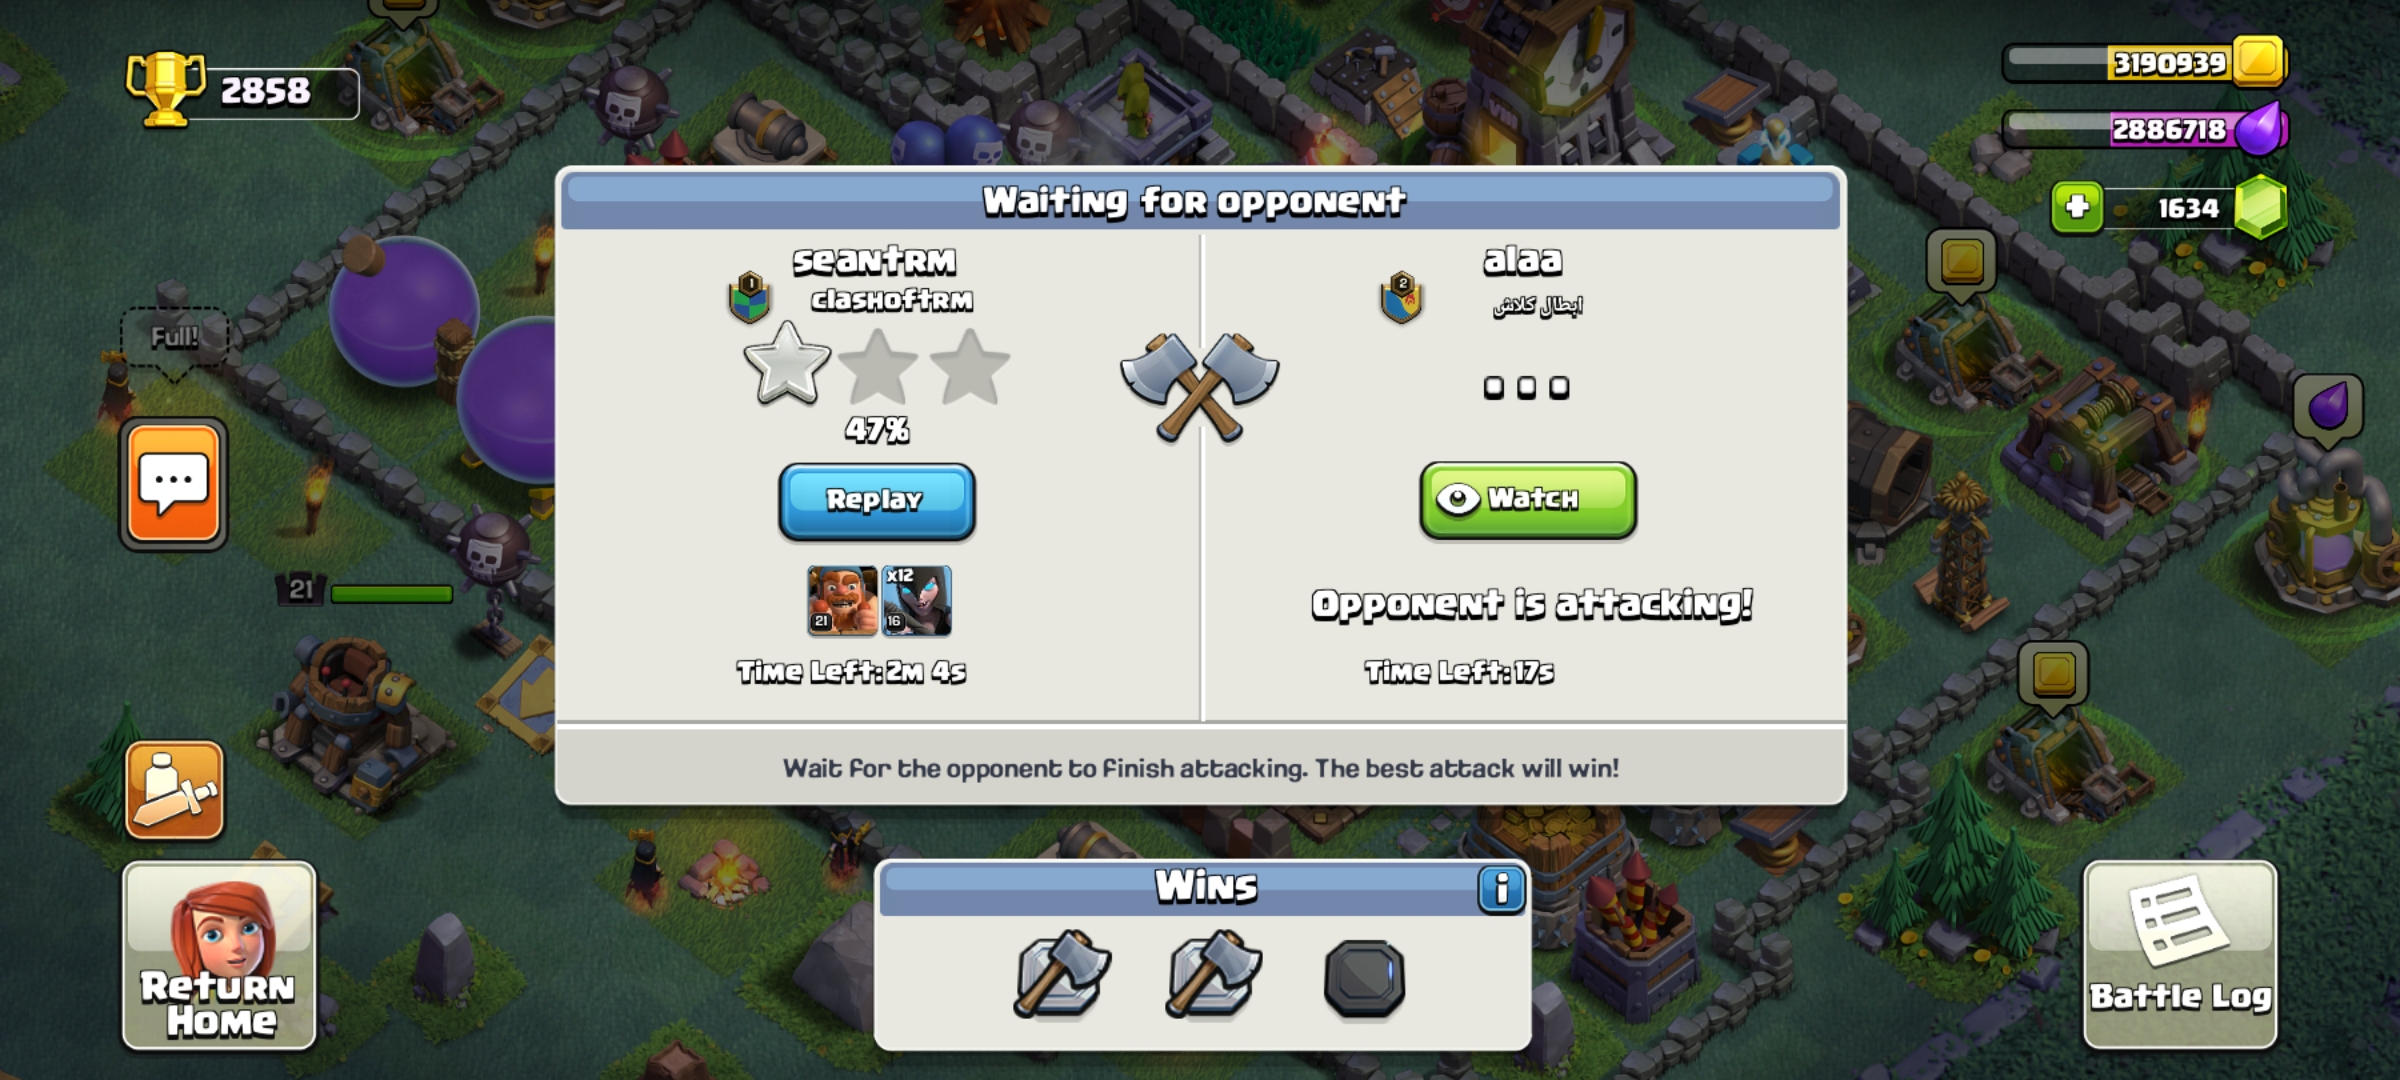 2858
3190939
2886718
1634
Waiting for opponent
seantrm
1
clashoftrm
47%
Replay
21
x12
16
Time Left: 2m 4s
alaa
2
ابطال كلاش
Watch
Opponent is attacking!
Time Left: 17s
Wait for the opponent to finish attacking. The best attack will win!
Full!
21
Return
Home
Wins
i
Battle Log